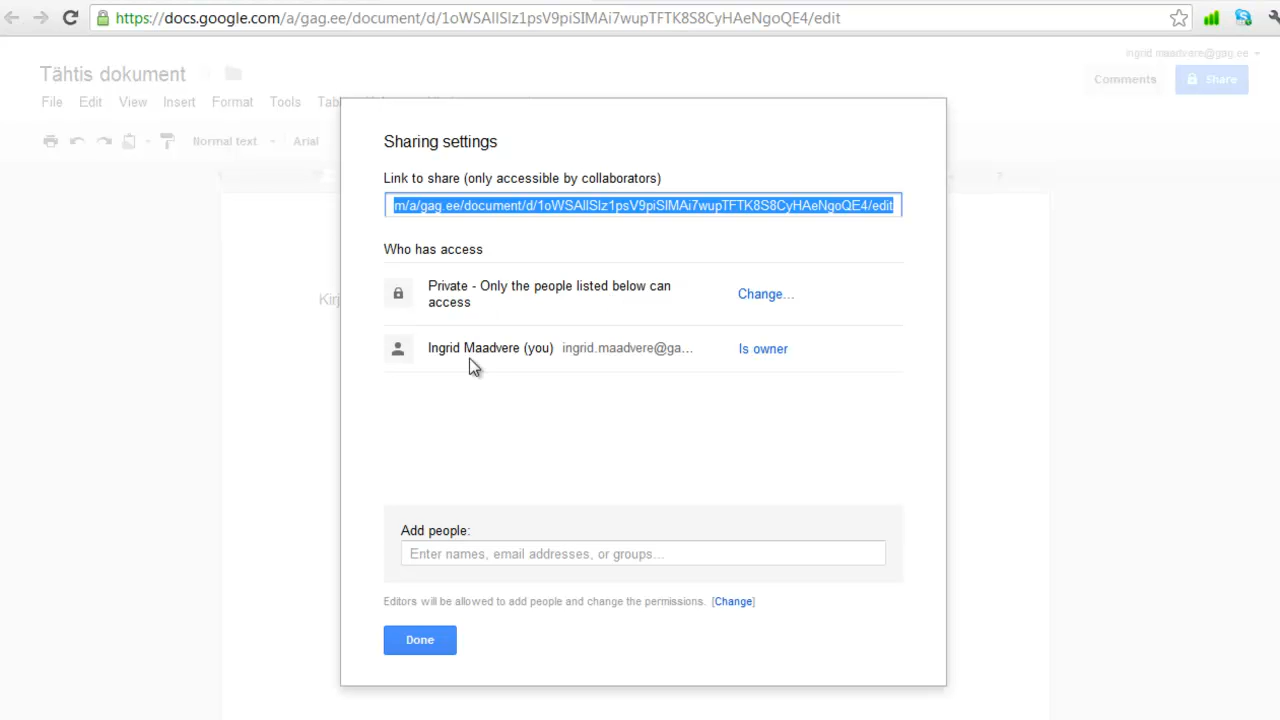 https://docs.google.com/a/gag.ee/document/d/1oWSAIlSlz1psV9piSIMAi7wupTFTK8S8CyHAeNgoQE4/edit
ingrid.maadvere@gag.ee
Tähtis dokument
Comments
Share
File Edit View Insert Format Tools
Normal text Arial
Sharing settings
Link to share (only accessible by collaborators)
m/a/gag.ee/document/d/1oWSAIlSlz1psV9piSIMAi7wupTFTK8S8CyHAeNgoQE4/edit
Who has access
Private - Only the people listed below can
access
Change...
Ingrid Maadvere (you) ingrid.maadvere@ga... Is owner
Add people:
Enter names, email addresses, or groups...
Editors will be allowed to add people and change the permissions. [Change]
Done